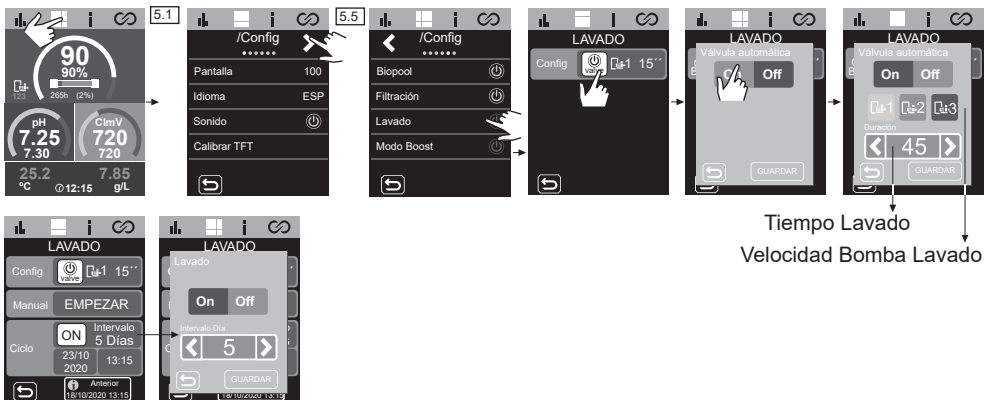 90
90%
123
265h (2%)
pH
7.25
7.30
ClmV
720
720
25.2
ºC
12:15
7.85
g/L
5.1
/Config
Pantalla 100
Idioma ESP
Sonido
Calibrar TFT
5.5
/Config
Biopool
Filtración
Lavado
Modo Boost
LAVADO
Config valve 1 15´´
LAVADO
Válvula automática
Off
GUARDAR
LAVADO
Válvula automática
On Off
1 2 3
Duración
45
GUARDAR
Tiempo Lavado
Velocidad Bomba Lavado
LAVADO
Config valve 1 15´´
Manual EMPEZAR
Ciclo ON Intervalo
5 Días
23/10
2020
13:15
Anterior
18/10/2020 13:15
LAVADO
Lavado
On Off
Intervalo Día
5
GUARDAR
18/10/2020 13:15